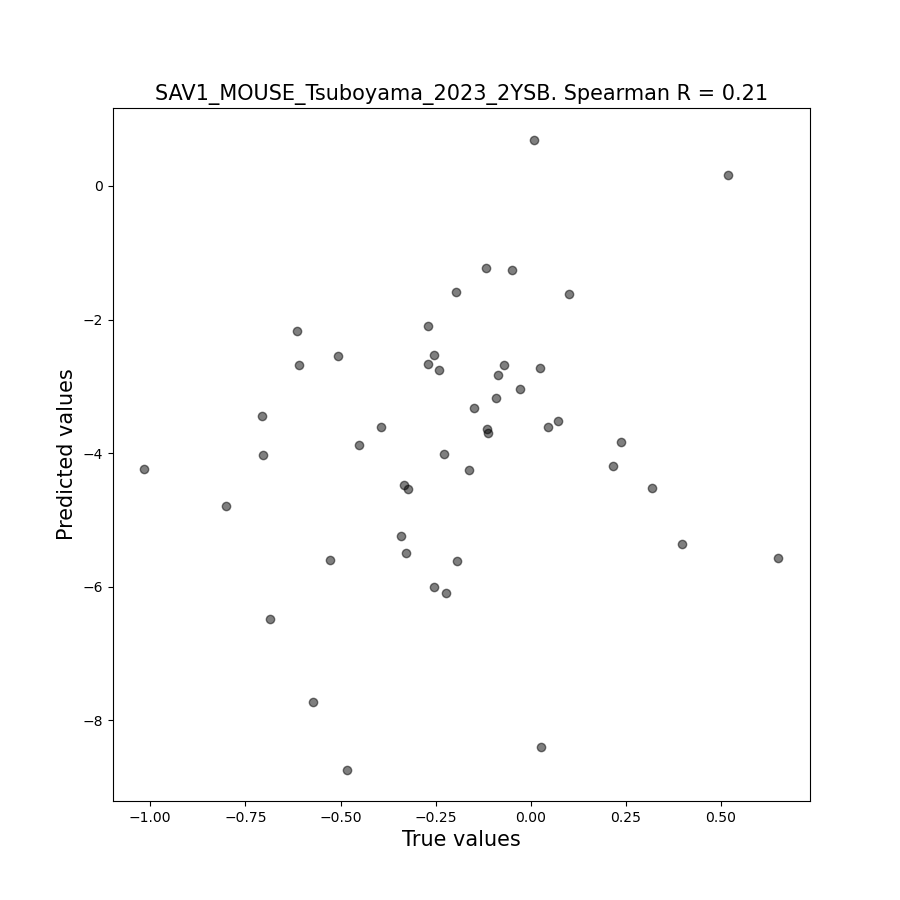 SAV1_MOUSE_Tsuboyama_2023_2YSB. Spearman R = 0.21
0
−2
−4
−6
−8
Predicted values
−1.00 −0.75 −0.50 −0.25 0.00 0.25 0.50
True values